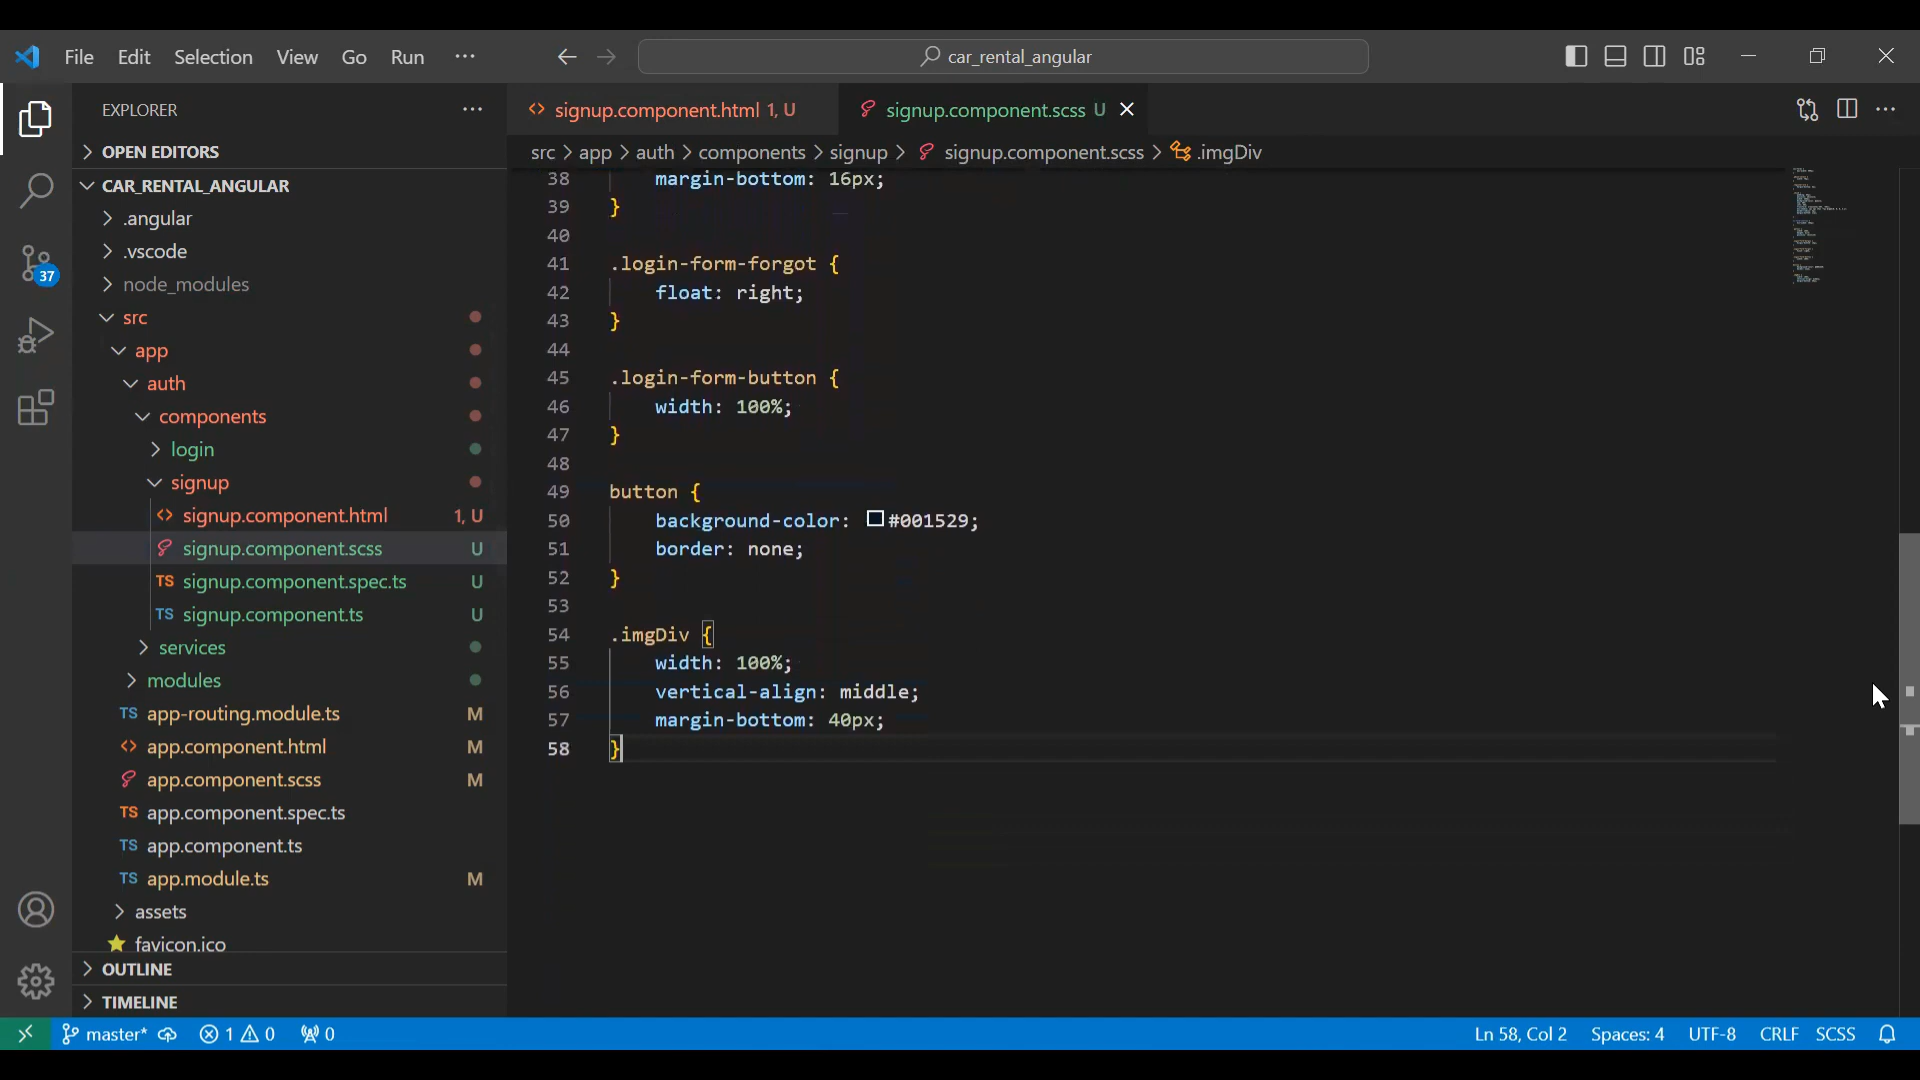 File Edit Selection View Go Run ···
car_rental_angular
EXPLORER
OPEN EDITORS
CAR_RENTAL_ANGULAR
.angular
.vscode
node_modules
src
app
auth
components
login
signup
signup.component.html 1, U
signup.component.scss U
TS signup.component.spec.ts U
TS signup.component.ts U
services
modules
TS app-routing.module.ts M
app.component.html M
app.component.scss M
TS app.component.spec.ts
TS app.component.ts
TS app.module.ts M
assets
favicon.ico
OUTLINE
TIMELINE
37
signup.component.html 1, U
signup.component.scss U
src > app > auth > components > signup > signup.component.scss > .imgDiv
38 margin-bottom: 16px;
39 }
40
41 .login-form-forgot {
42 float: right;
43 }
44
45 .login-form-button {
46 width: 100%;
47 }
48
49 button {
50 background-color: #001529;
51 border: none;
52 }
53
54 .imgDiv {
55 width: 100%;
56 vertical-align: middle;
57 margin-bottom: 40px;
58 }
master* 1 0 0 Ln 58, Col 2 Spaces: 4 UTF-8 CRLF SCSS